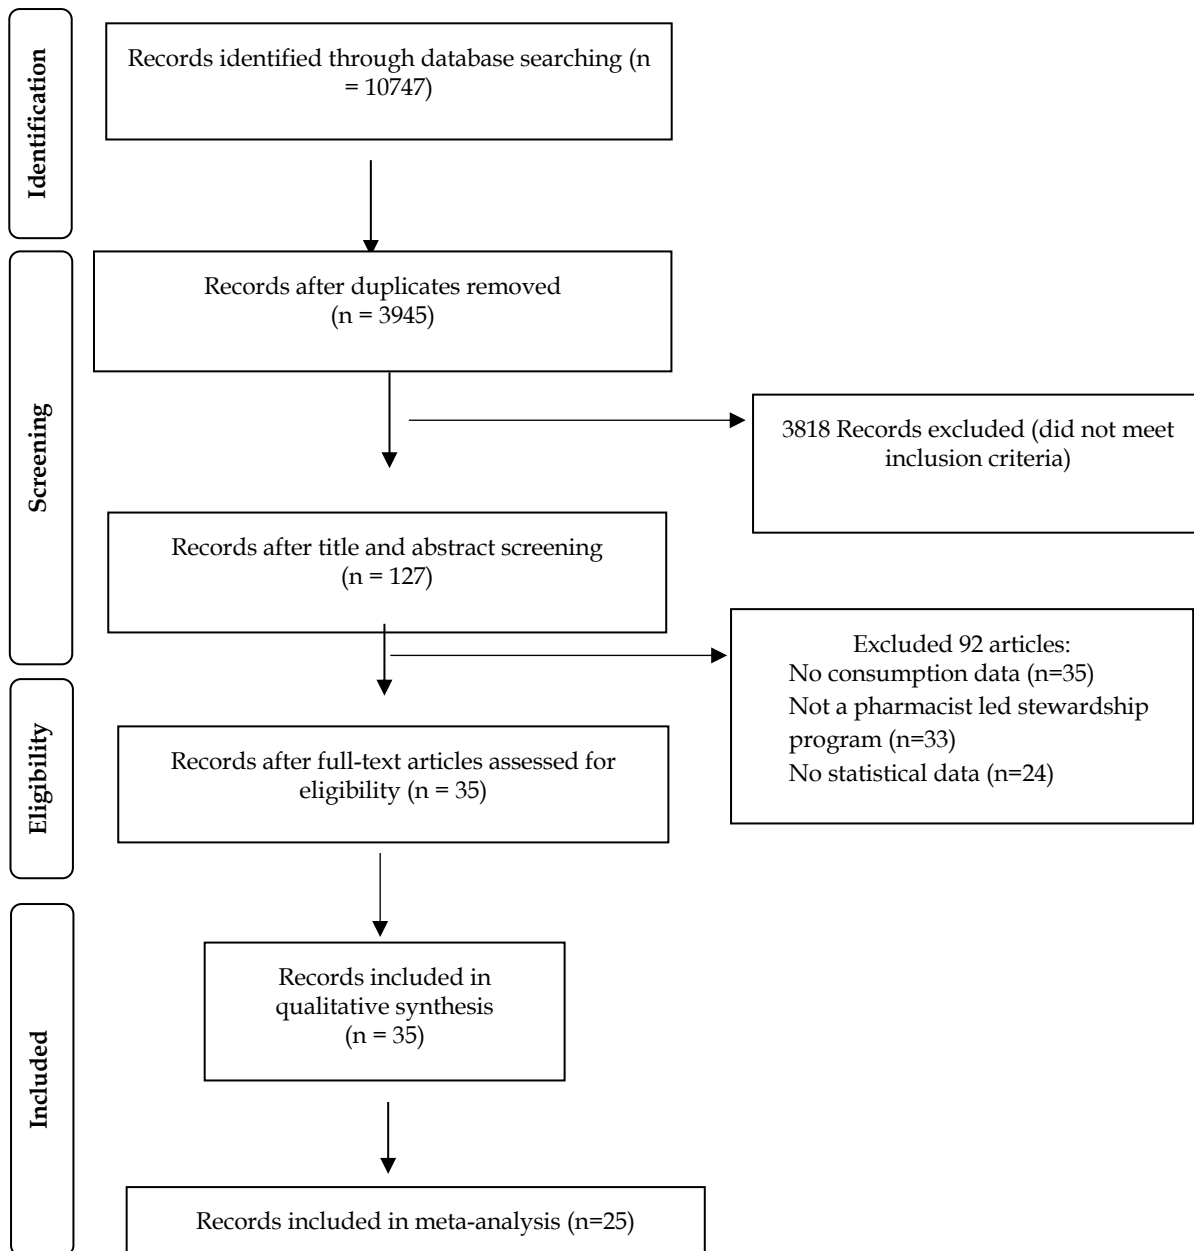 Identification
Records identified through database searching (n
= 10747)
Screening
Records after duplicates removed
(n = 3945)
3818 Records excluded (did not meet
inclusion criteria)
Records after title and abstract screening
(n = 127)
Excluded 92 articles:
No consumption data (n=35)
Not a pharmacist led stewardship
program (n=33)
No statistical data (n=24)
Eligibility
Records after full-text articles assessed for
eligibility (n = 35)
Included
Records included in
qualitative synthesis
(n = 35)
Records included in meta-analysis (n=25)